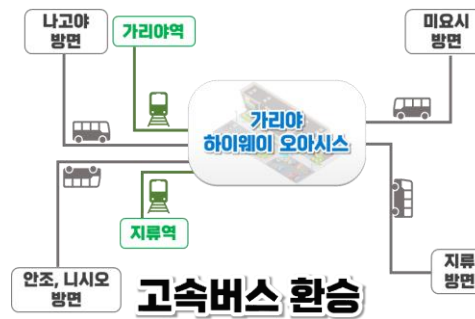 나고야
방면
가리야역
미요시
방면
가리야
하이웨이 오아시스
지류역
안조, 니시오
방면
고속버스 환승
지류
방면